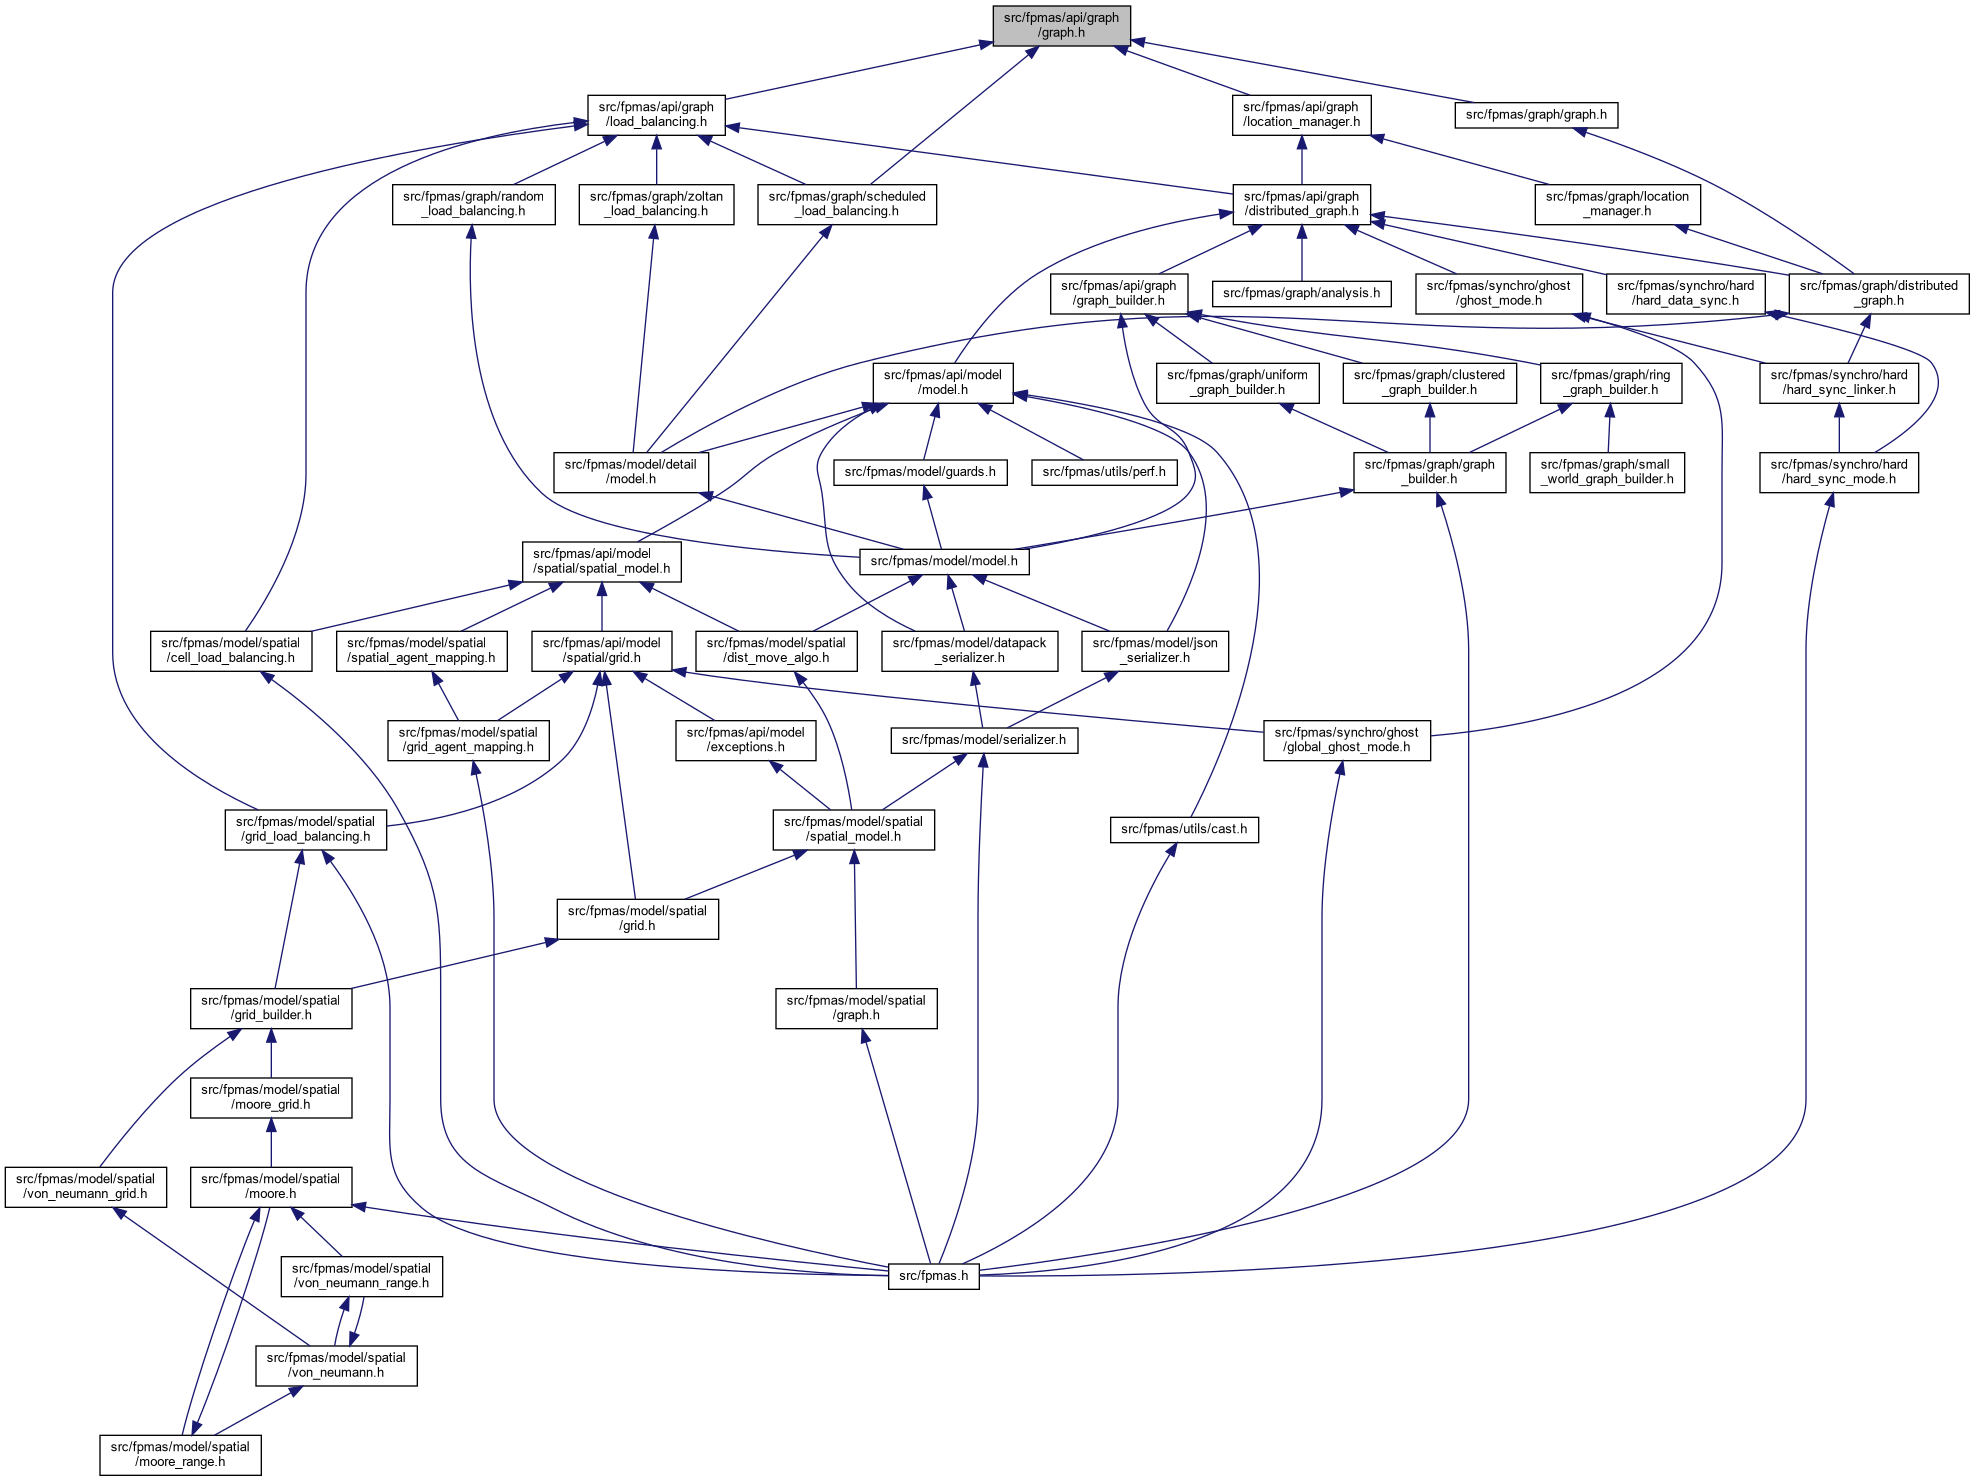 src/fpmas/api/graph
/graph.h
src/fpmas/api/graph
/load_balancing.h
src/fpmas/api/graph
/location_manager.h
src/fpmas/graph/graph.h
src/fpmas/graph/random
_load_balancing.h
src/fpmas/graph/zoltan
_load_balancing.h
src/fpmas/graph/scheduled
_load_balancing.h
src/fpmas/api/graph
/distributed_graph.h
src/fpmas/graph/location
_manager.h
src/fpmas/api/graph
/graph_builder.h
src/fpmas/graph/analysis.h
src/fpmas/synchro/ghost
/ghost_mode.h
src/fpmas/synchro/hard
/hard_data_sync.h
src/fpmas/graph/distributed
_graph.h
src/fpmas/api/model
/model.h
src/fpmas/graph/uniform
_graph_builder.h
src/fpmas/graph/clustered
_graph_builder.h
src/fpmas/graph/ring
_graph_builder.h
src/fpmas/synchro/hard
/hard_sync_linker.h
src/fpmas/model/detail
/model.h
src/fpmas/model/guards.h
src/fpmas/utils/perf.h
src/fpmas/graph/graph
_builder.h
src/fpmas/graph/small
_world_graph_builder.h
src/fpmas/synchro/hard
/hard_sync_mode.h
src/fpmas/api/model
/spatial/spatial_model.h
src/fpmas/model/model.h
src/fpmas/model/spatial
/cell_load_balancing.h
src/fpmas/model/spatial
/spatial_agent_mapping.h
src/fpmas/api/model
/spatial/grid.h
src/fpmas/model/spatial
/dist_move_algo.h
src/fpmas/model/datapack
_serializer.h
src/fpmas/model/json
_serializer.h
src/fpmas/model/spatial
/grid_agent_mapping.h
src/fpmas/api/model
/exceptions.h
src/fpmas/model/serializer.h
src/fpmas/synchro/ghost
/global_ghost_mode.h
src/fpmas/model/spatial
/grid_load_balancing.h
src/fpmas/model/spatial
/spatial_model.h
src/fpmas/utils/cast.h
src/fpmas/model/spatial
/grid.h
src/fpmas/model/spatial
/grid_builder.h
src/fpmas/model/spatial
/graph.h
src/fpmas/model/spatial
/moore_grid.h
src/fpmas/model/spatial
/von_neumann_grid.h
src/fpmas/model/spatial
/moore.h
src/fpmas/model/spatial
/von_neumann_range.h
src/fpmas.h
src/fpmas/model/spatial
/von_neumann.h
src/fpmas/model/spatial
/moore_range.h